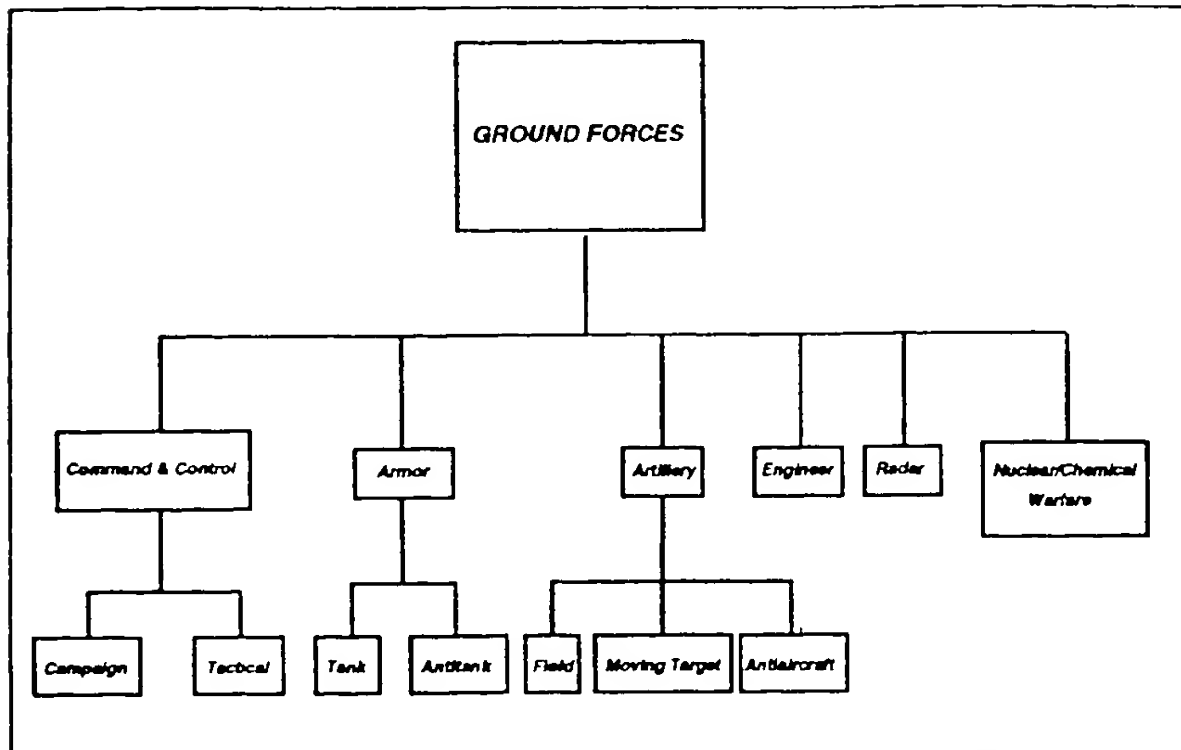 GROUND FORCES
Command & Control
Armor
Artillery
Engineer
Radar
Nuclear/Chemical
Warfare
Campaign
Tactical
Tank
Antitank
Field
Moving Target
Antiaircraft